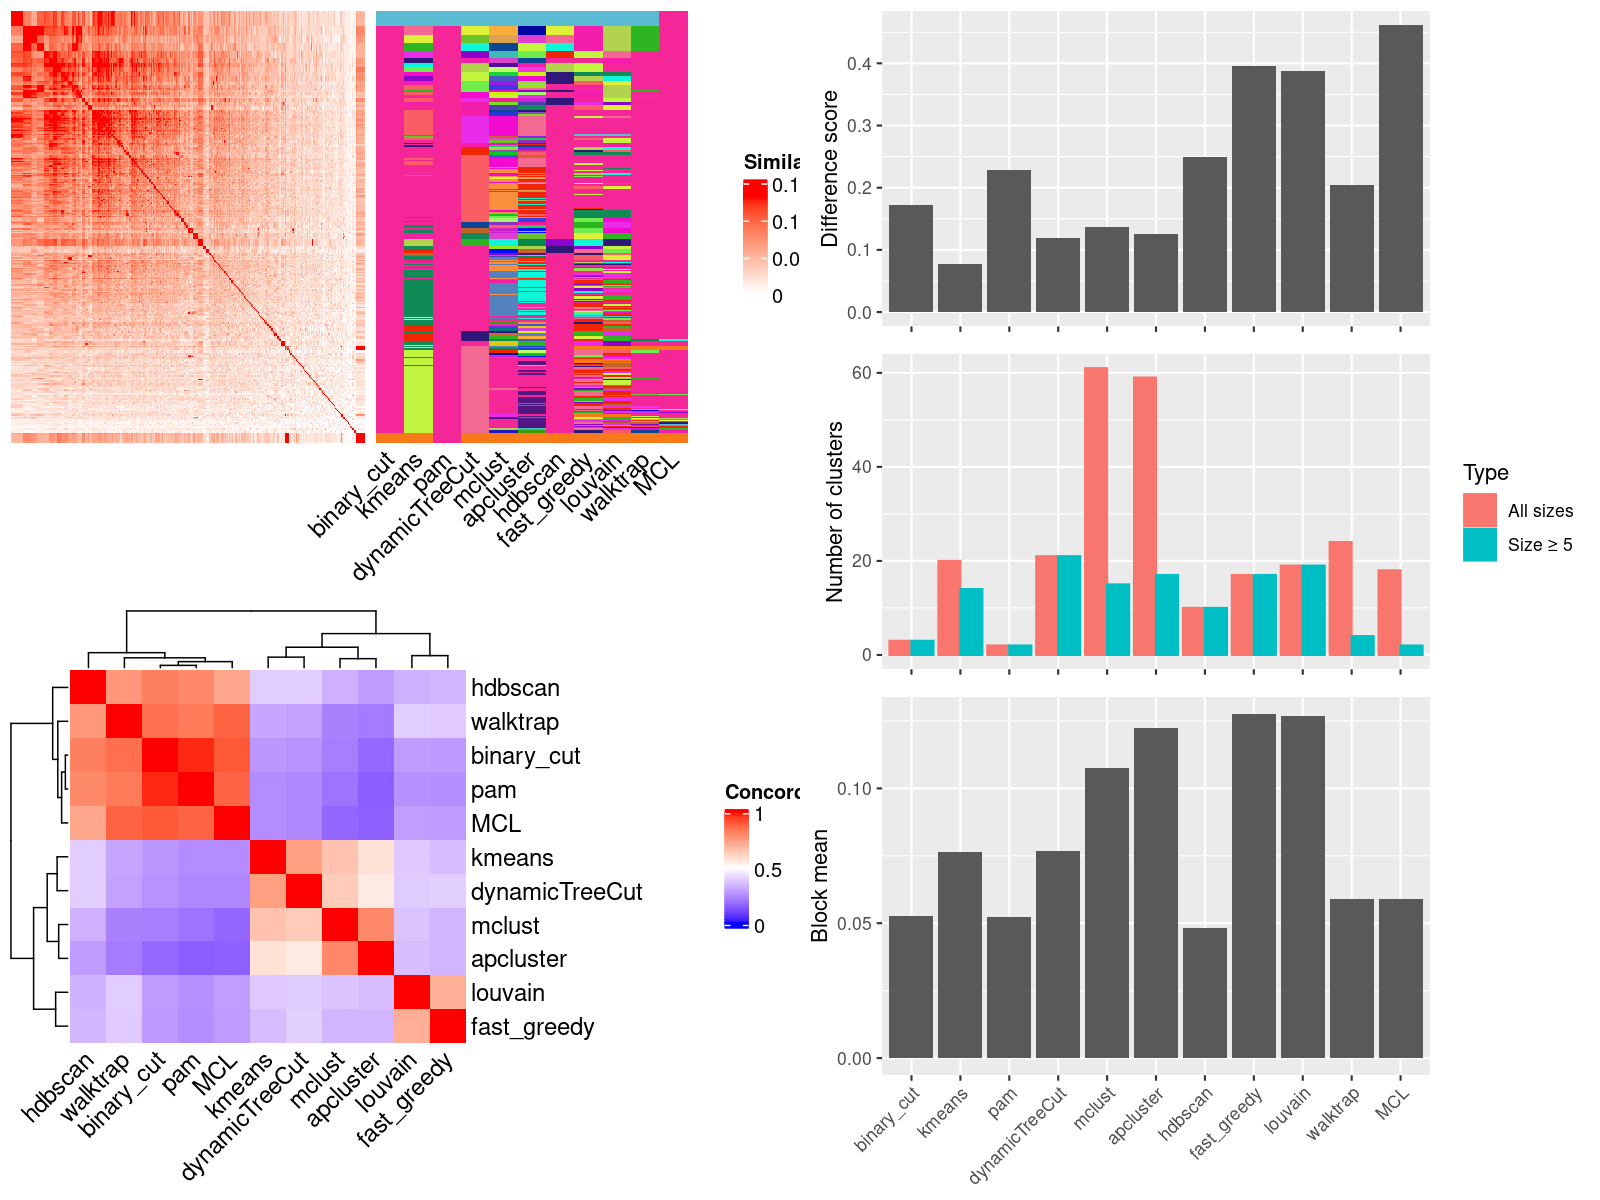 Simila
0.1
0.1
0.0
0
binary_cut
kmeans
pam
dynamicTreeCut
mclust
apcluster
hdbscan
fast_greedy
louvain
walktrap
MCL
hdbscan
walktrap
binary_cut
pam
MCL
kmeans
dynamicTreeCut
mclust
apcluster
louvain
fast_greedy
hdbscan
walktrap
binary_cut
pam
MCL
kmeans
dynamicTreeCut
mclust
apcluster
louvain
fast_greedy
Concord
1
0.5
0
Difference score
0.4
0.3
0.2
0.1
0.0
Number of clusters
60
40
20
0
Type
All sizes
Size ≥ 5
Block mean
0.10
0.05
0.00
binary_cut
kmeans
pam
dynamicTreeCut
mclust
apcluster
hdbscan
fast_greedy
louvain
walktrap
MCL